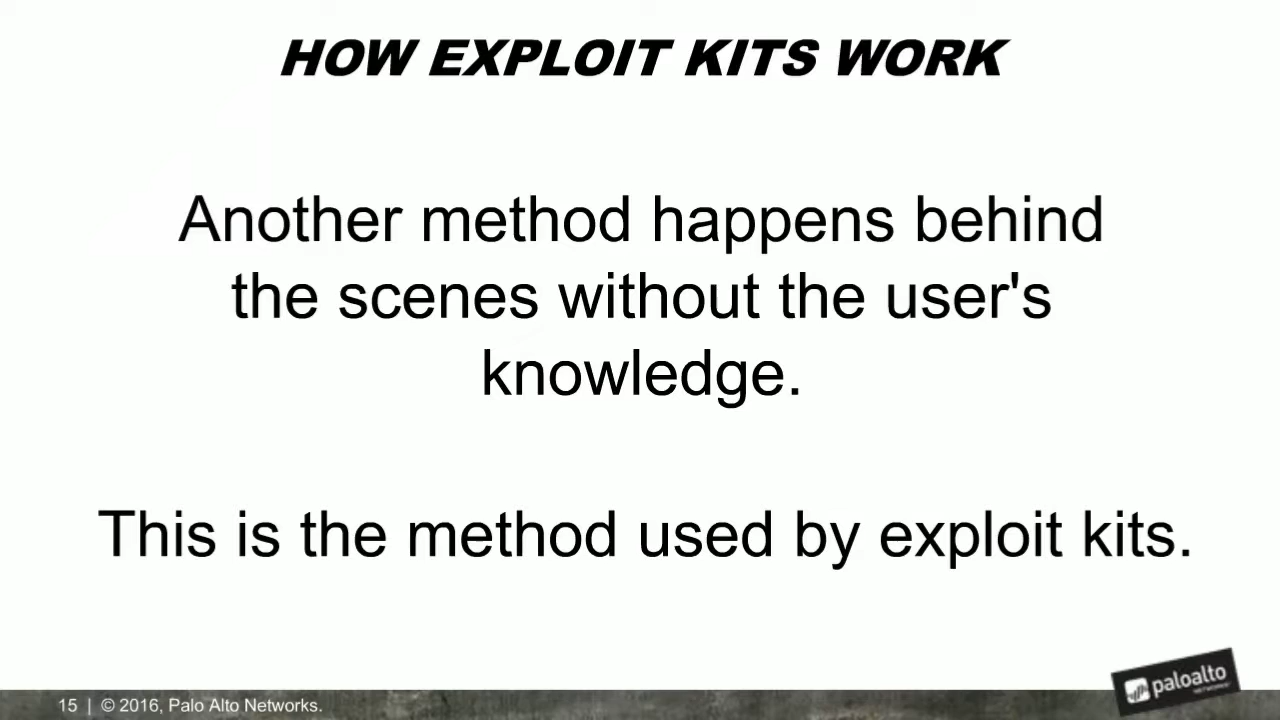 HOW EXPLOIT KITS WORK
Another method happens behind
the scenes without the user's
knowledge.
This is the method used by exploit kits.
15 | © 2016, Palo Alto Networks.
paloalto
NETWORKS